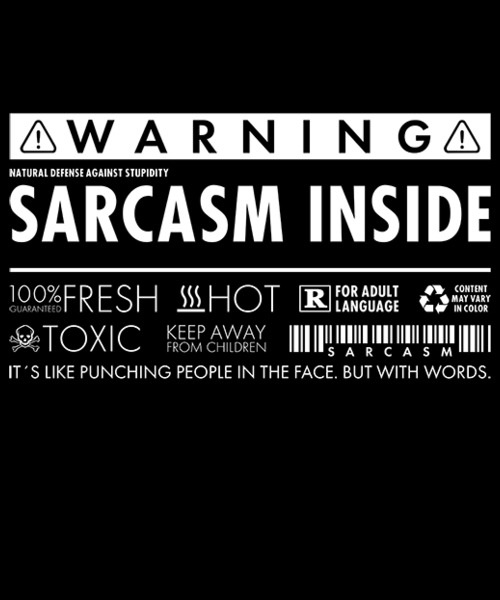 WARNING
NATURAL DEFENSE AGAINST STUPIDITY
SARCASM INSIDE
100% GUARANTEED FRESH
HOT
R FOR ADULT LANGUAGE
CONTENT MAY VARY IN COLOR
TOXIC
KEEP AWAY FROM CHILDREN
SARCASM
IT´S LIKE PUNCHING PEOPLE IN THE FACE. BUT WITH WORDS.